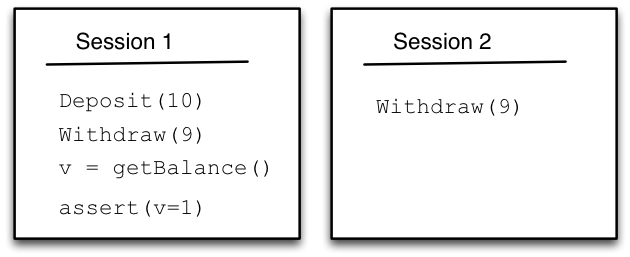 Session 1
Deposit(10)
Withdraw(9)
v = getBalance()
assert(v=1)
Session 2
Withdraw(9)